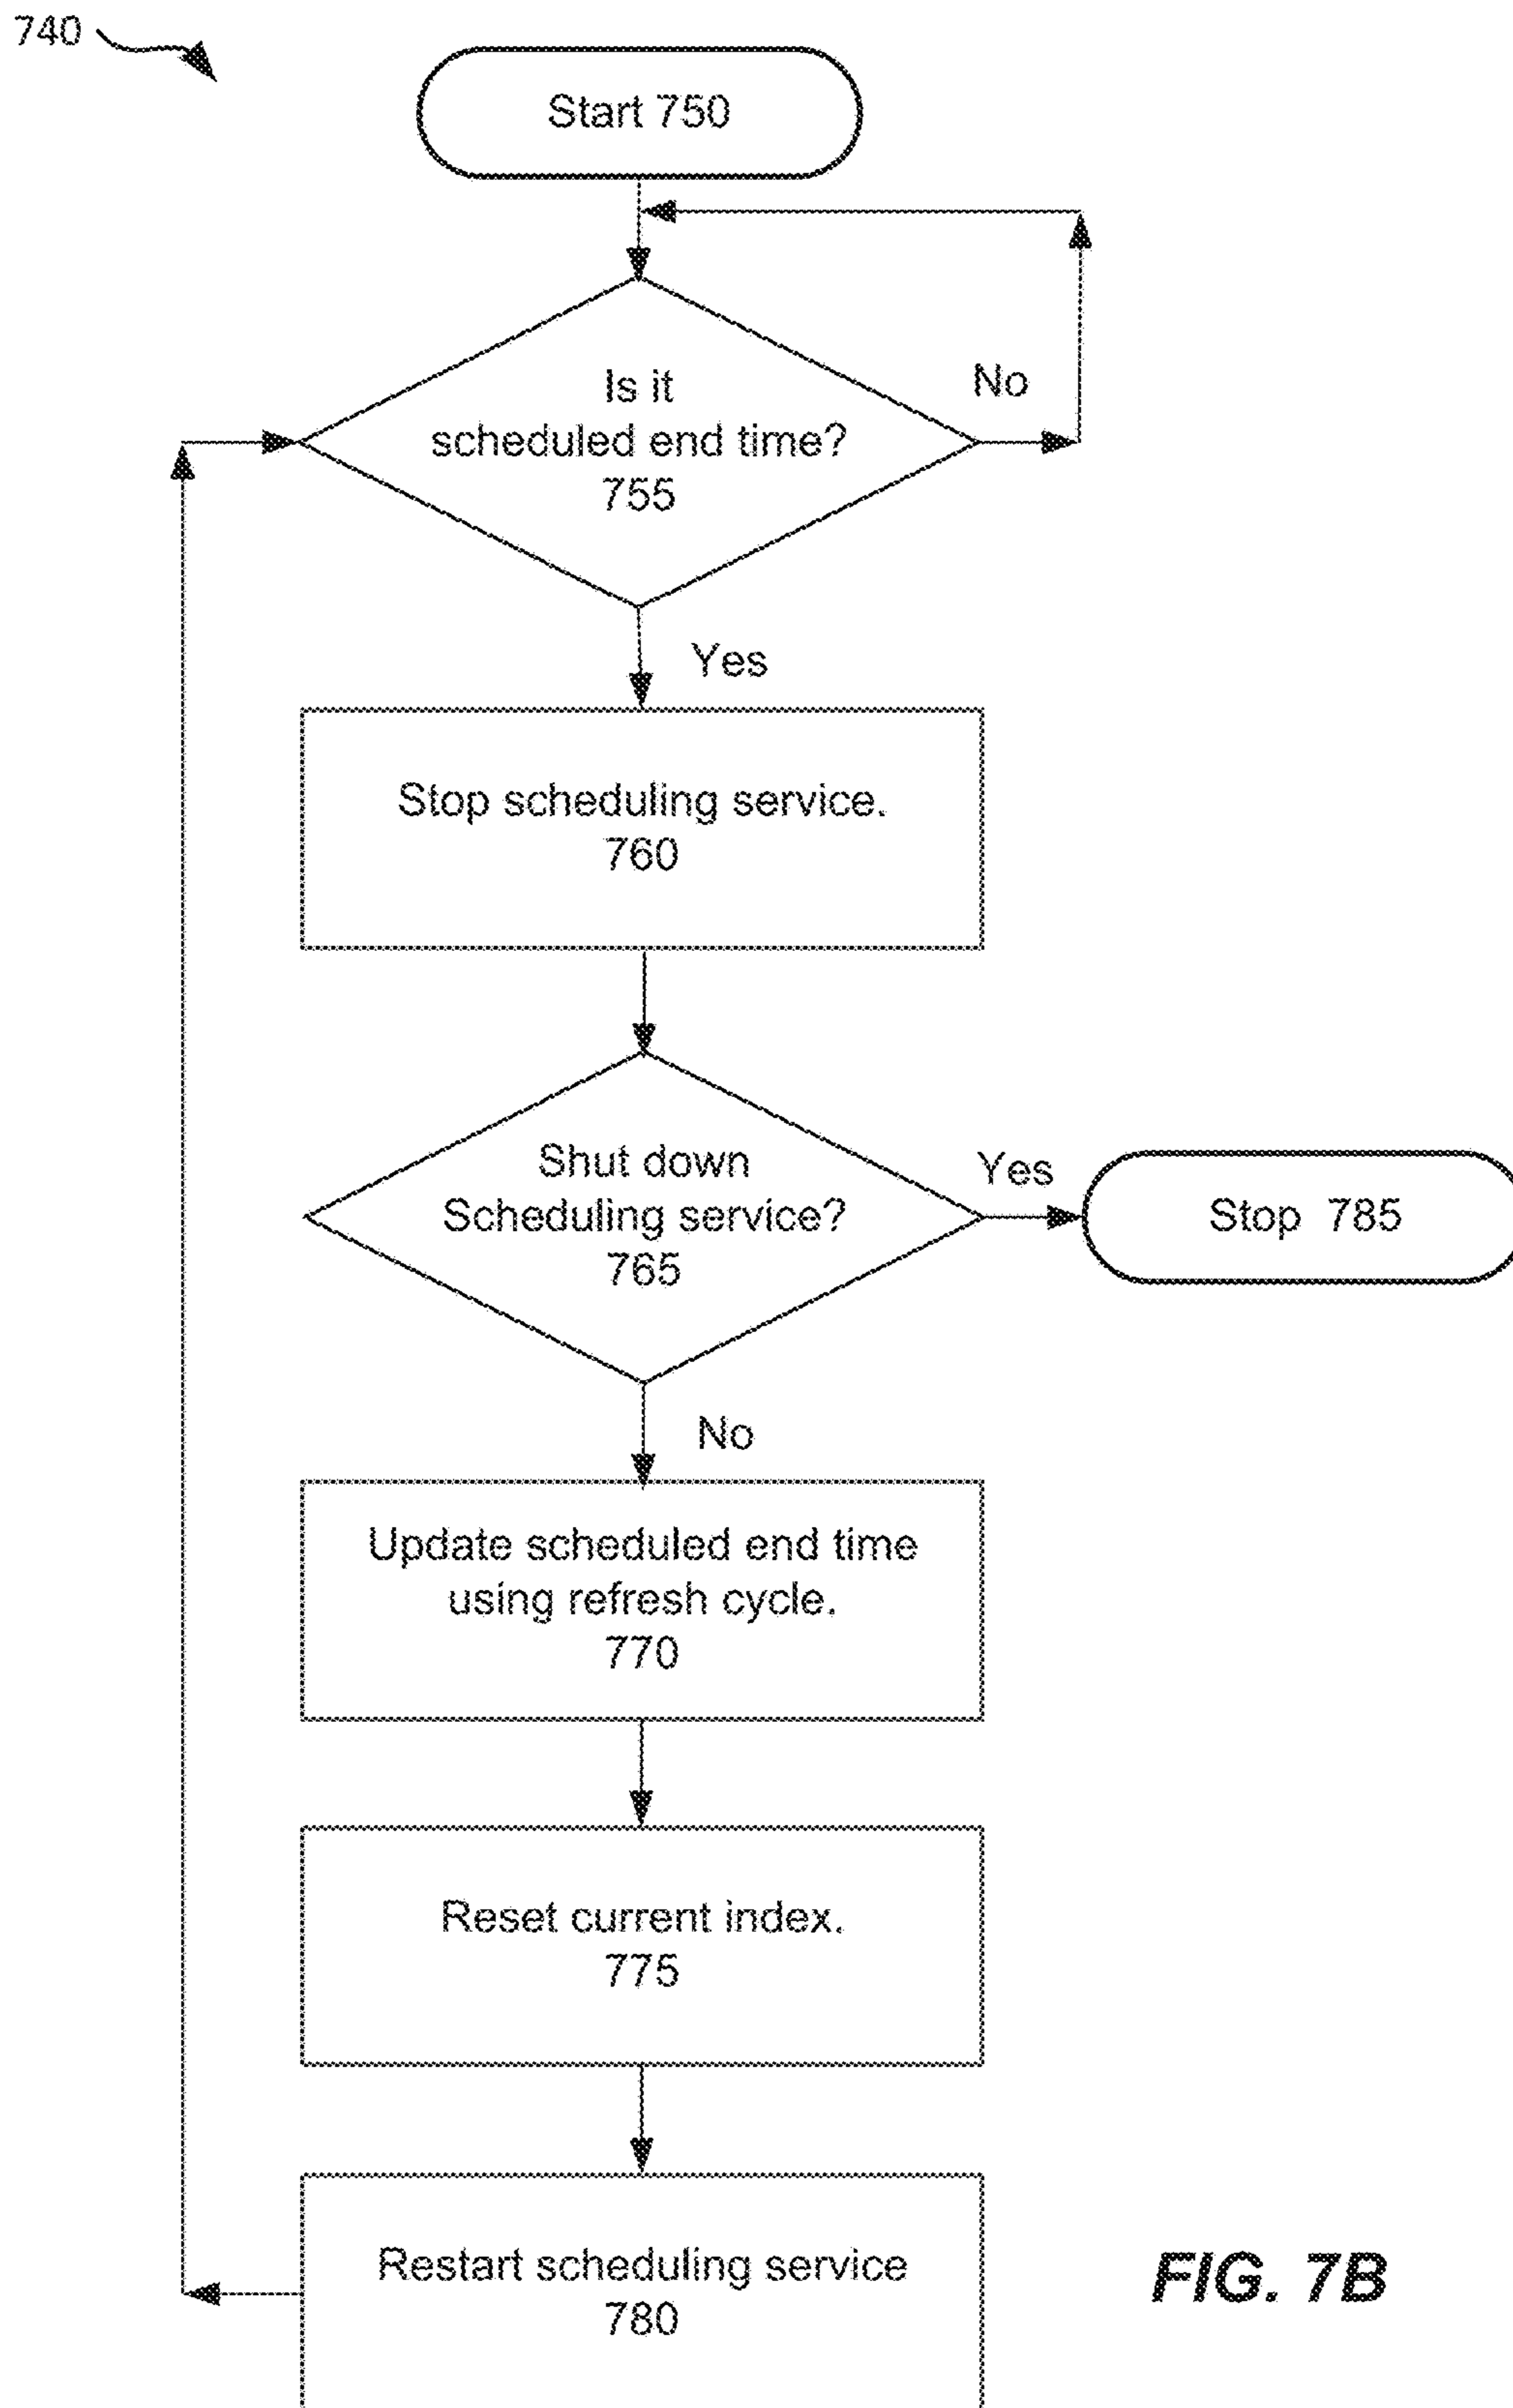 740
Start 750
Is it
scheduled end time?
755
No
Yes
Stop scheduling service.
760
Shut down
Scheduling service?
765
Yes
Stop 785
No
Update scheduled end time
using refresh cycle.
770
Reset current index.
775
Restart scheduling service
780
FIG. 7B